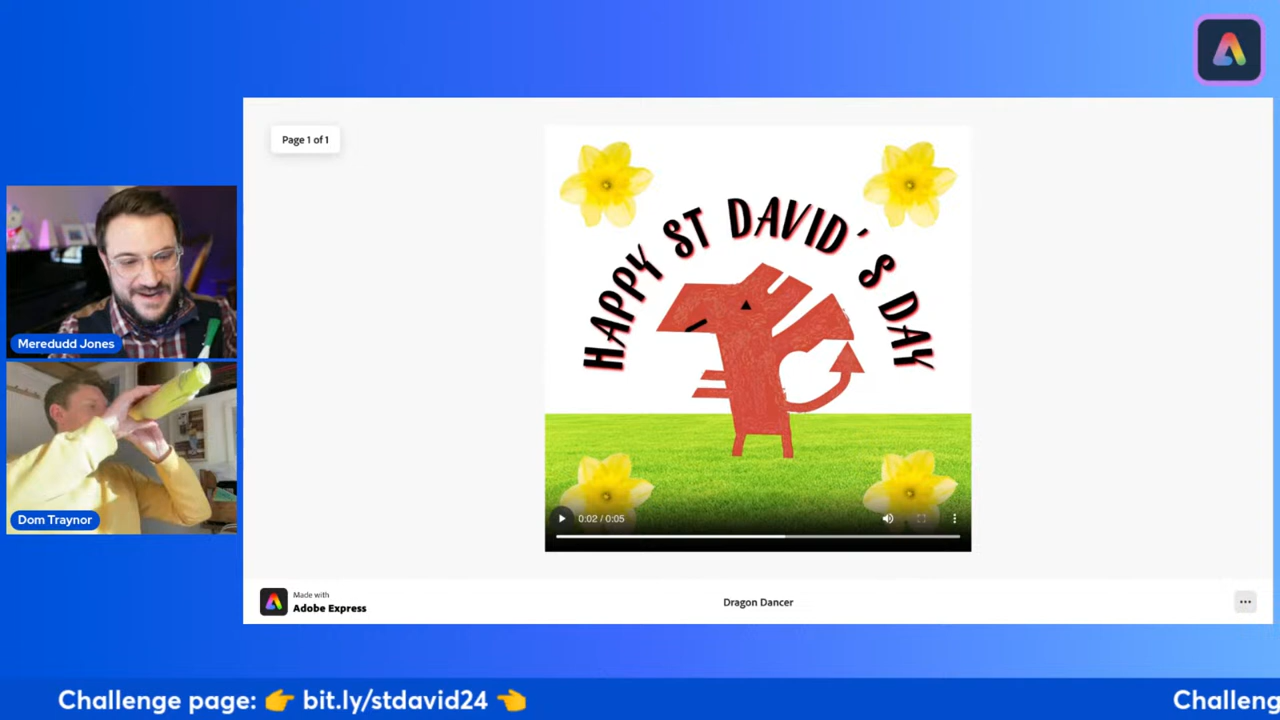 Page 1 of 1
HAPPY ST DAVID'S DAY
Meredudd Jones
Dom Traynor
0:02 / 0:05
Made with
Adobe Express
Dragon Dancer
Challenge page: 👉 bit.ly/stdavid24 👈
Challeng